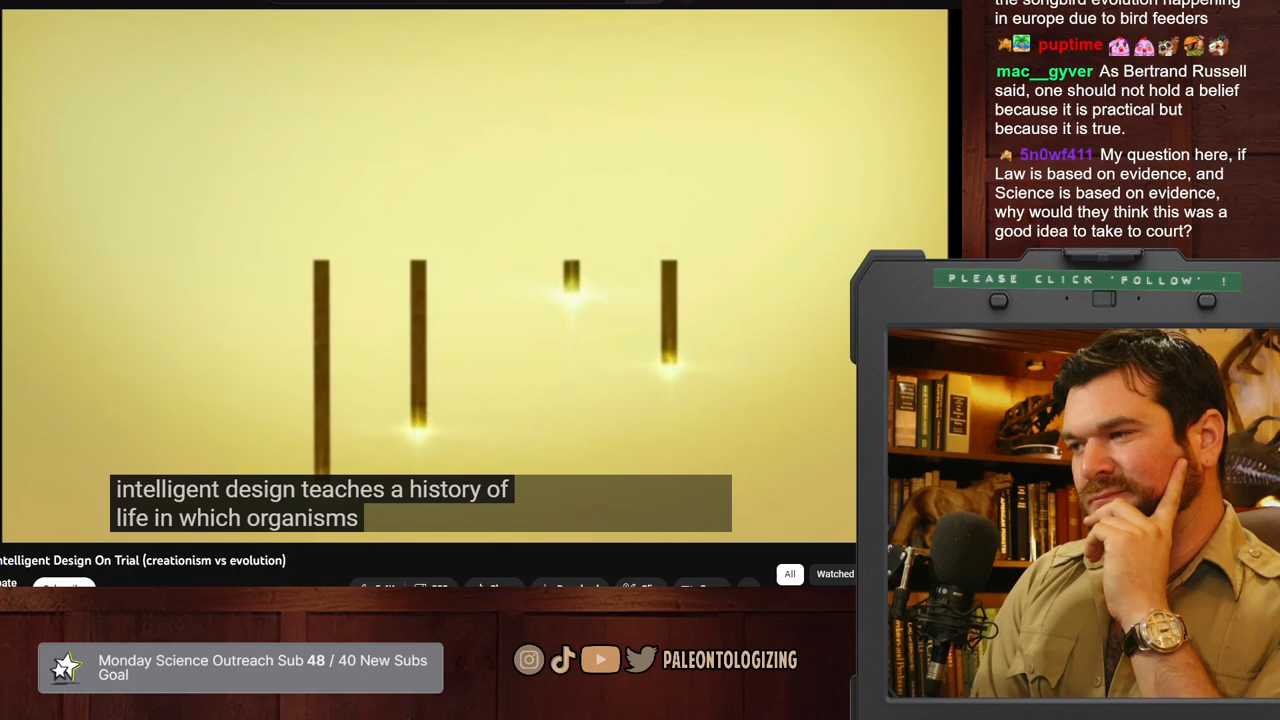 the songbird evolution happening
in europe due to bird feeders
puptime
mac__gyver As Bertrand Russell
said, one should not hold a belief
because it is practical but
because it is true.
5n0wf411 My question here, if
Law is based on evidence, and
Science is based on evidence,
why would they think this was a
good idea to take to court?
PLEASE CLICK 'FOLLOW' !
intelligent design teaches a history of
life in which organisms
ntelligent Design On Trial (creationism vs evolution)
All Watched
Monday Science Outreach Sub 48 / 40 New Subs
Goal
PALEONTOLOGIZING